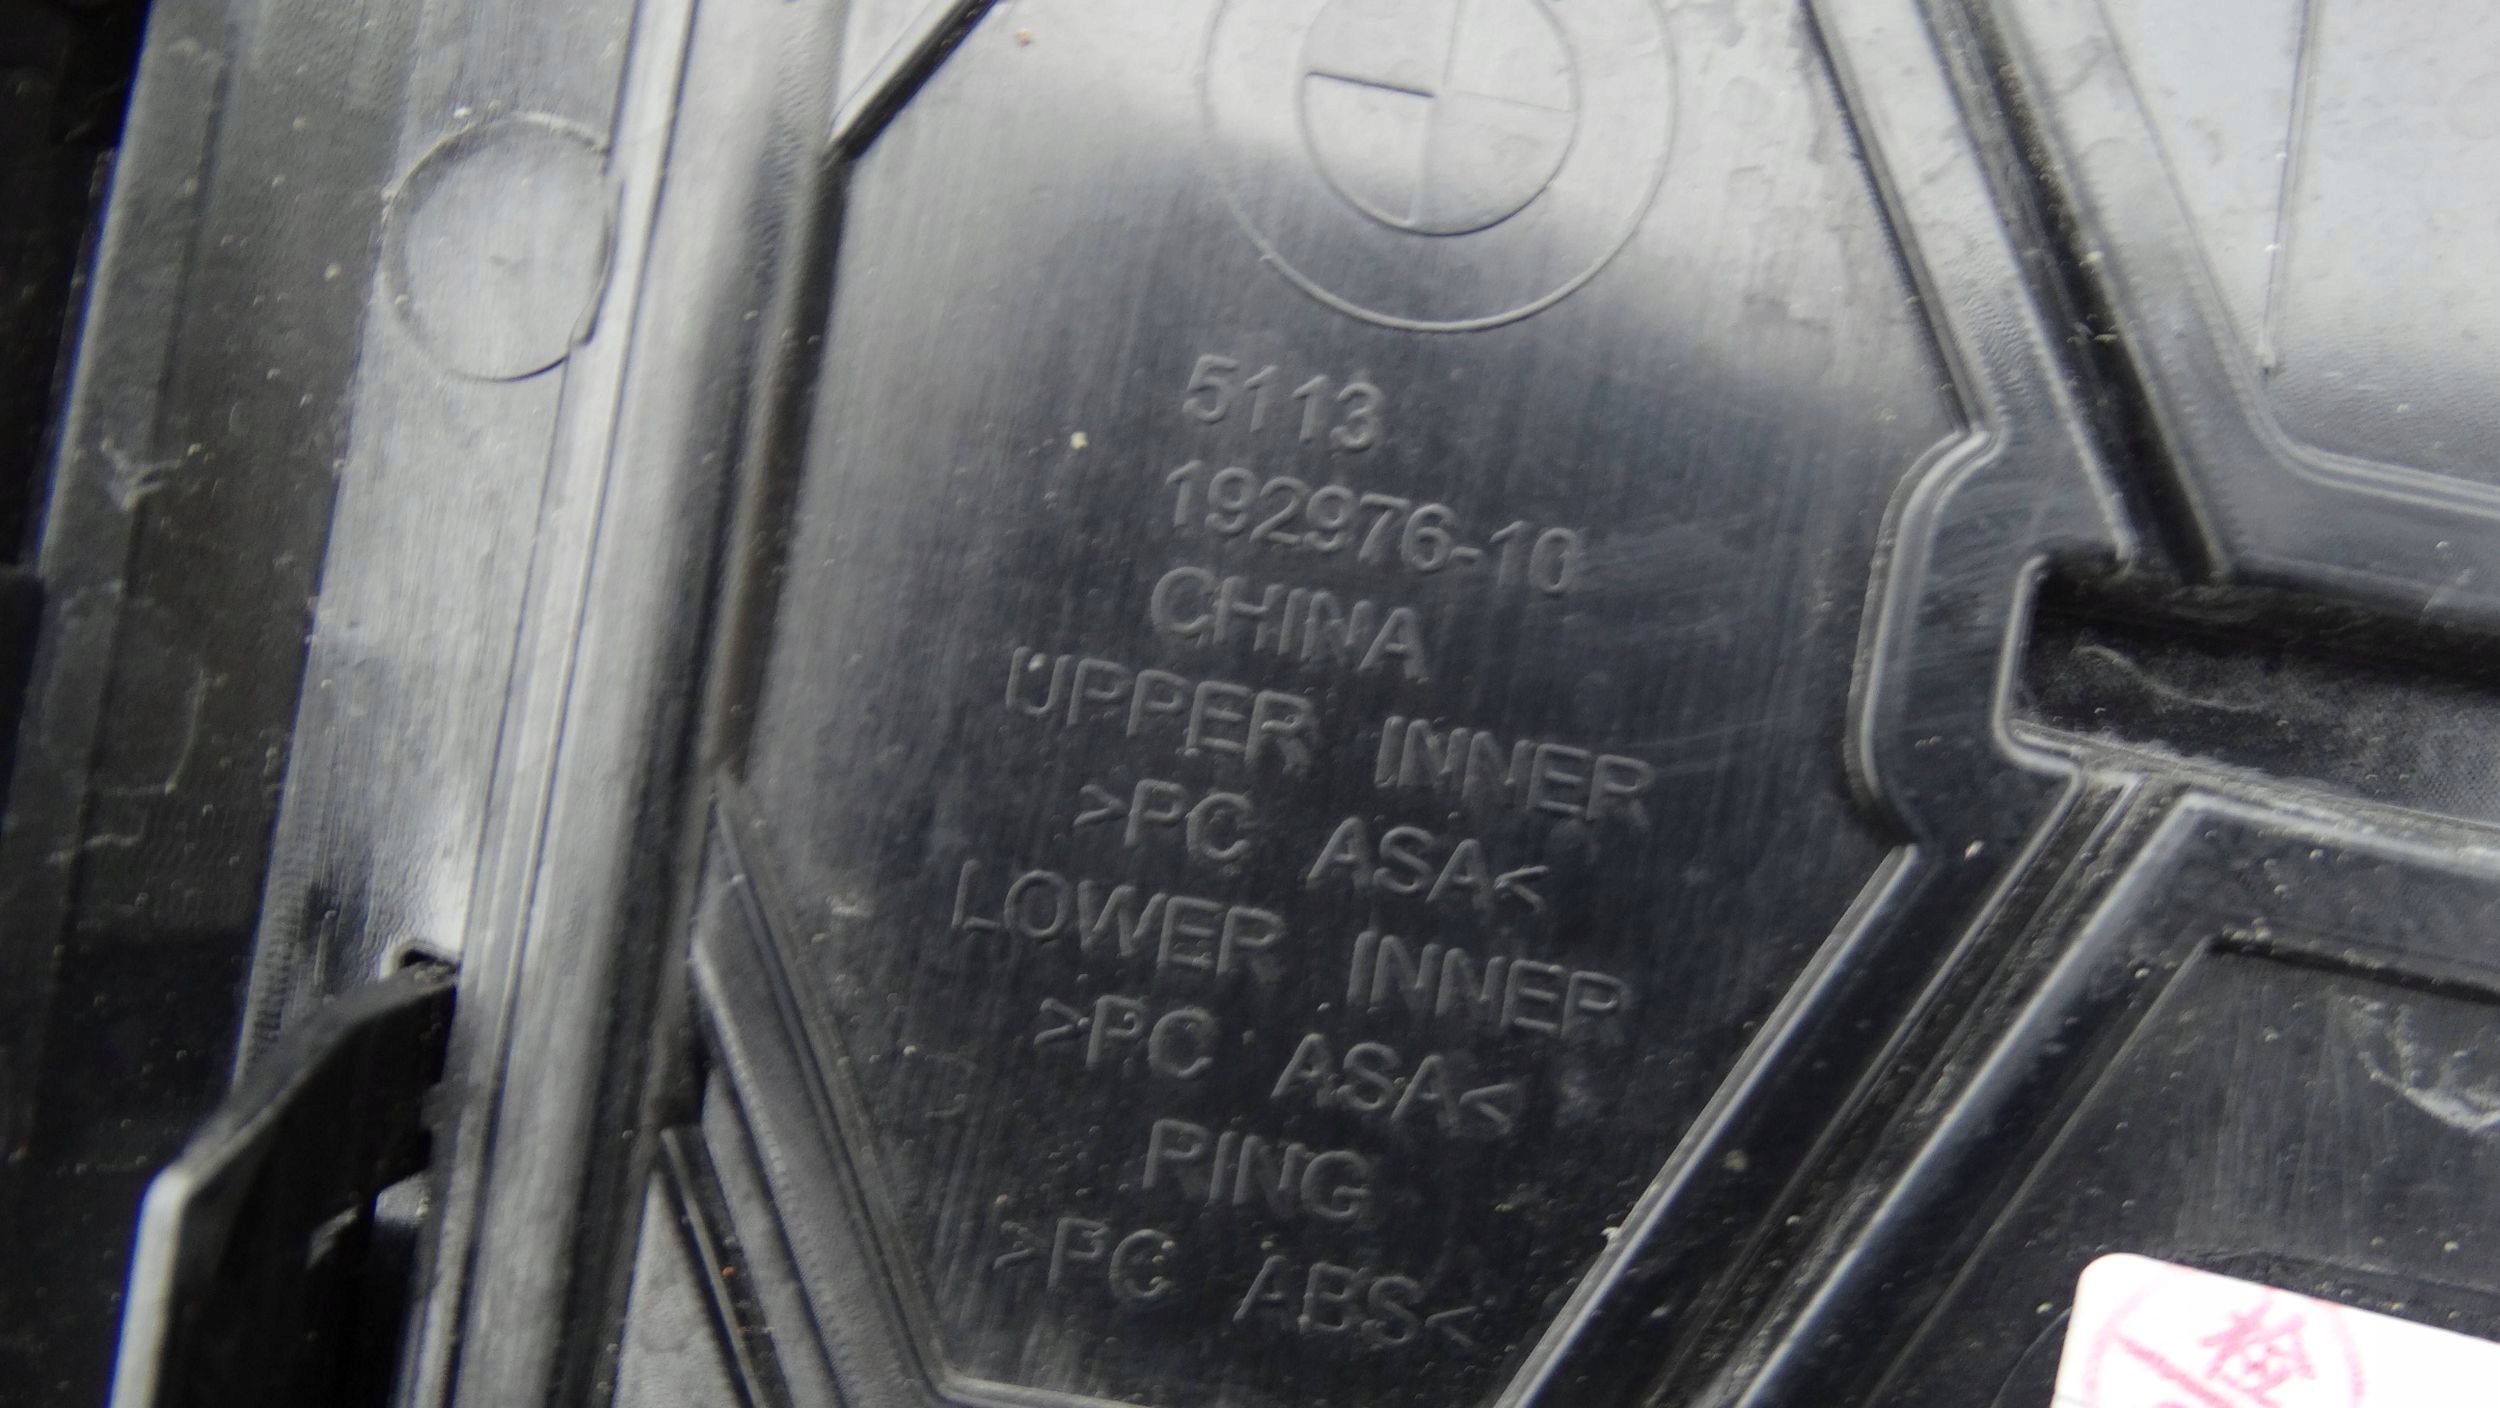 5113
192976-10
CHINA
UPPER INNER
>PC ASA<
LOWER INNER
>PC ASA<
RING
>PC ABS<